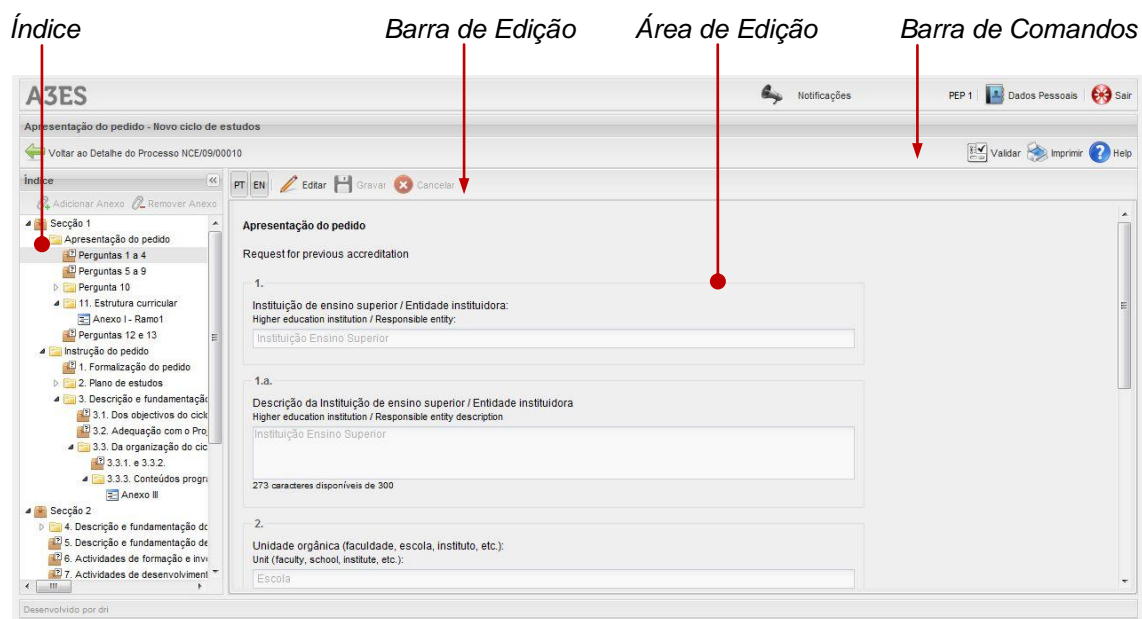 Índice Barra de Edição Área de Edição Barra de Comandos
A3ES Notificações PEP 1 Dados Pessoais Sair
Apresentação do pedido - Novo ciclo de estudos
Voltar ao Detalhe do Processo NCE/09/00010 Validar Imprimir Help
Índice PT EN Editar Gravar Cancelar
Adicionar Anexo Remover Anexo
Secção 1
Apresentação do pedido
Perguntas 1 a 4
Perguntas 5 a 9
Pergunta 10
11. Estrutura curricular
Anexo I - Ramo1
Perguntas 12 e 13
Instrução do pedido
1. Formalização do pedido
2. Plano de estudos
3. Descrição e fundamentaçã
3.1. Dos objectivos do cicl
3.2. Adequação com o Pro
3.3. Da organização do cic
3.3.1. e 3.3.2.
3.3.3. Conteúdos progra
Anexo III
Secção 2
4. Descrição e fundamentação do
5. Descrição e fundamentação de
6. Actividades de formação e inv
7. Actividades de desenvolviment
Apresentação do pedido
Request for previous accreditation
1.
Instituição de ensino superior / Entidade instituidora:
Higher education institution / Responsible entity:
Instituição Ensino Superior
1.a.
Descrição da Instituição de ensino superior / Entidade instituidora
Higher education institution / Responsible entity description
Instituição Ensino Superior
273 caracteres disponíveis de 300
2.
Unidade orgânica (faculdade, escola, instituto, etc.):
Unit (faculty, school, institute, etc.):
Escola
Desenvolvido por dri